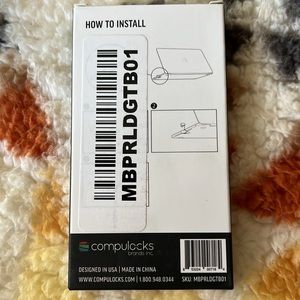 HOW TO INSTALL
MBPRLDGTB01
2
compulocks
brands inc.
DESIGNED IN USA | MADE IN CHINA
WWW.COMPULOCKS.COM | 1.800.948.0344
SKU: MBPRLDGTB01